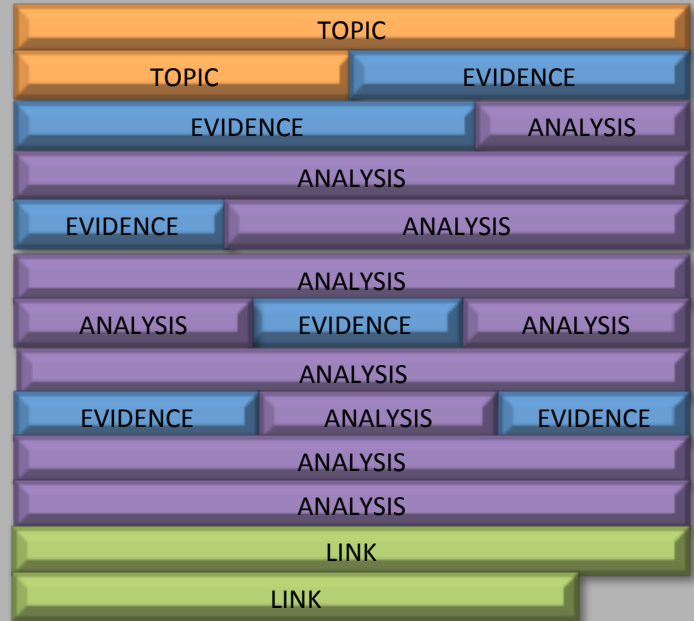 TOPIC
TOPIC EVIDENCE
EVIDENCE ANALYSIS
ANALYSIS
EVIDENCE ANALYSIS
ANALYSIS
ANALYSIS EVIDENCE ANALYSIS
ANALYSIS
EVIDENCE ANALYSIS EVIDENCE
ANALYSIS
ANALYSIS
LINK
LINK